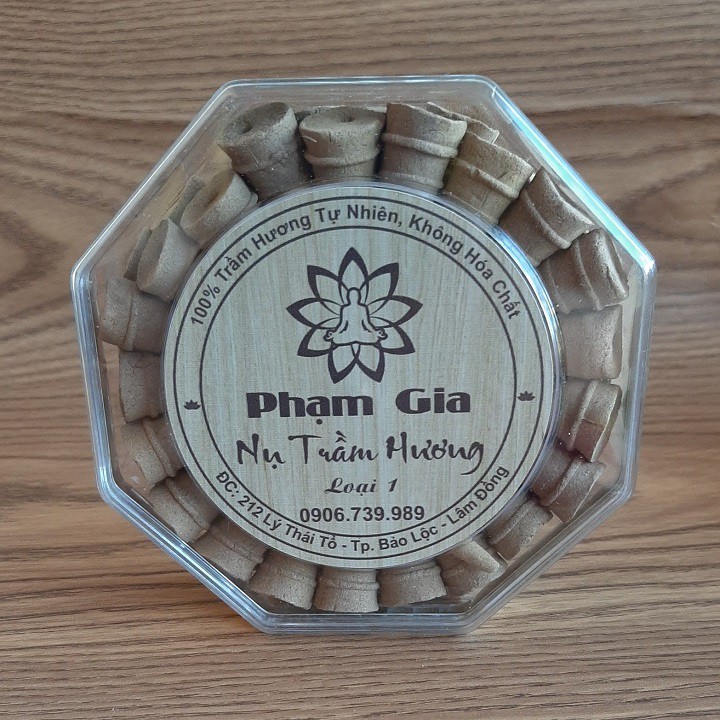 100% Trầm Hương Tự Nhiên, Không Hóa Chất
Phạm Gia
Nụ Trầm Hương
Loại 1
0906.739.989
ĐC: 212 Lý Thái Tổ - Tp. Bảo Lộc - Lâm Đồng